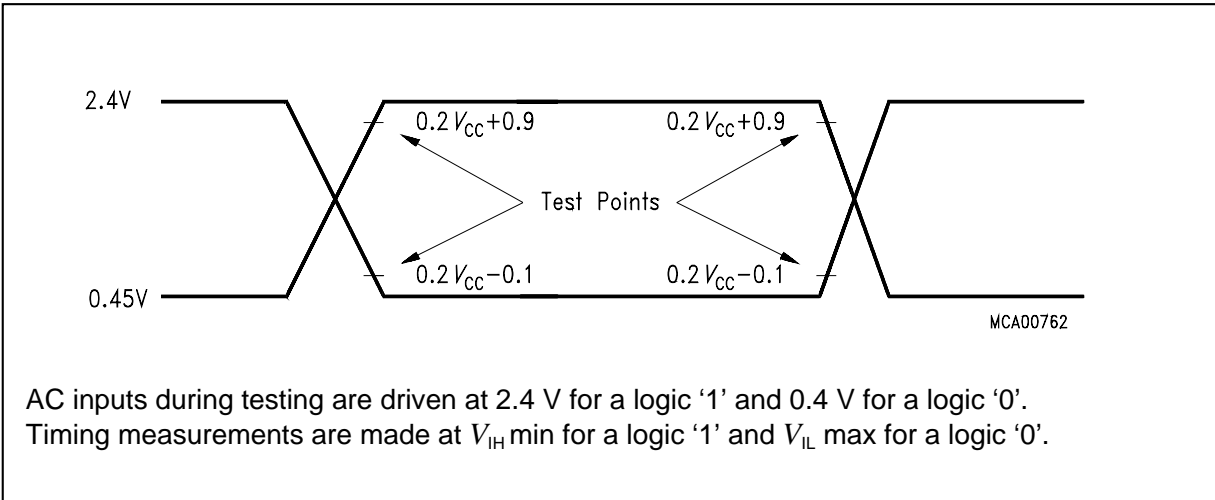 2.4V
0.2 VCC+0.9 0.2 VCC+0.9
Test Points
0.2 VCC−0.1 0.2 VCC−0.1
0.45V
MCA00762
AC inputs during testing are driven at 2.4 V for a logic ‘1’ and 0.4 V for a logic ‘0’.
Timing measurements are made at VIH min for a logic ‘1’ and VIL max for a logic ‘0’.